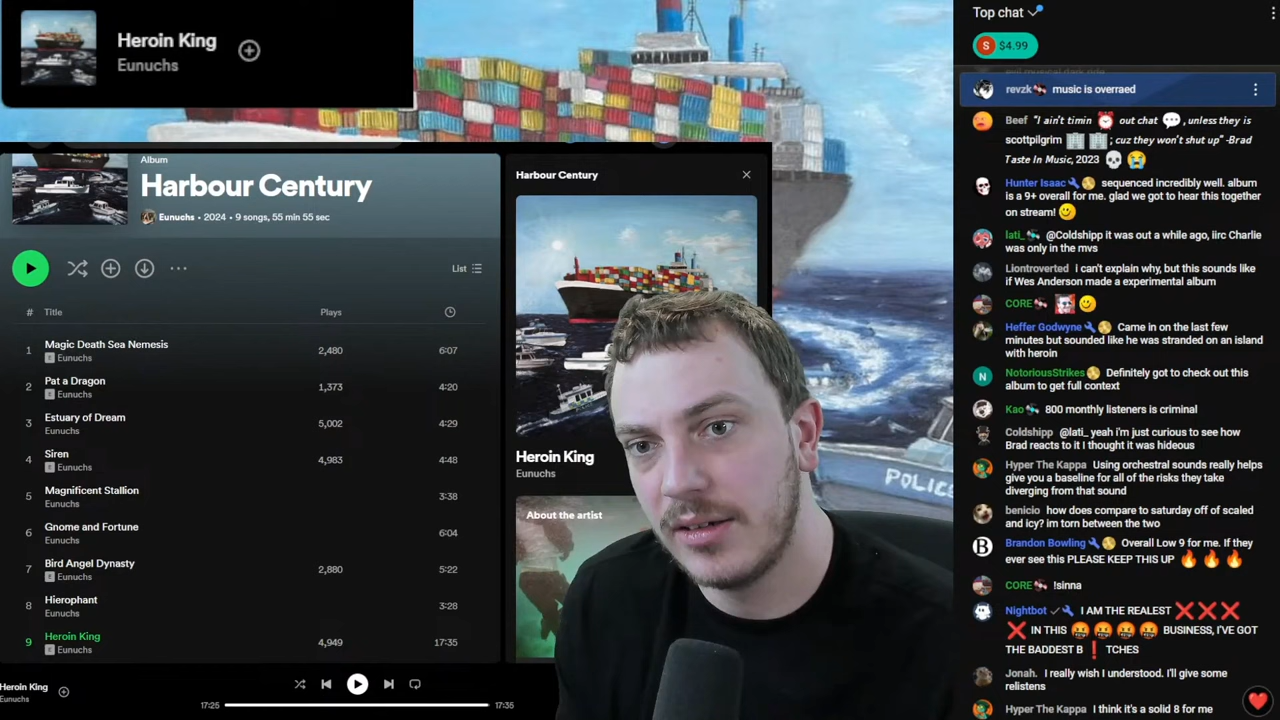 Heroin King
Eunuchs
Album
Harbour Century
Eunuchs • 2024 • 9 songs, 55 min 55 sec
List
# Title Plays
1 Magic Death Sea Nemesis 2,480 6:07
E Eunuchs
2 Pat a Dragon 1,373 4:20
E Eunuchs
3 Estuary of Dream 5,002 4:29
Eunuchs
4 Siren 4,983 4:48
E Eunuchs
5 Magnificent Stallion 3:38
Eunuchs
6 Gnome and Fortune 6:04
Eunuchs
7 Bird Angel Dynasty 2,880 5:22
E Eunuchs
8 Hierophant 3:28
Eunuchs
9 Heroin King 4,949 17:35
E Eunuchs
Harbour Century
Heroin King
Eunuchs
About the artist
POLICE
Heroin King
Eunuchs
17:25 17:35
Top chat
S $4.99
revzk music is overraed
Beef "I ain't timin ⏰ out chat 💬, unless they is
scottpilgrim 🏢 🏢, cuz they won't shut up" -Brad
Taste In Music, 2023 💀 😭
Hunter Isaac sequenced incredibly well. album
is a 9+ overall for me. glad we got to hear this together
on stream!
lati_ @Coldshipp it was out a while ago, iirc Charlie
was only in the mvs
Liontroverted i can't explain why, but this sounds like
if Wes Anderson made a experimental album
CORE
Heffer Godwyne Came in on the last few
minutes but sounded like he was stranded on an island
with heroin
N NotoriousStrikes Definitely got to check out this
album to get full context
Kao 800 monthly listeners is criminal
Coldshipp @lati_ yeah i'm just curious to see how
Brad reacts to it I thought it was hideous
Hyper The Kappa Using orchestral sounds really helps
give you a baseline for all of the risks they take
diverging from that sound
benicio how does compare to saturday off of scaled
and icy? im torn between the two
B Brandon Bowling Overall Low 9 for me. If they
ever see this PLEASE KEEP THIS UP 🔥 🔥 🔥
CORE !sinna
Nightbot I AM THE REALEST ❌ ❌ ❌
❌ IN THIS 🤬 🤬 🤬 🤬 BUSINESS, I'VE GOT
THE BADDEST B ❗ TCHES
Jonah. I really wish I understood. I'll give some
relistens
Hyper The Kappa I think it's a solid 8 for me